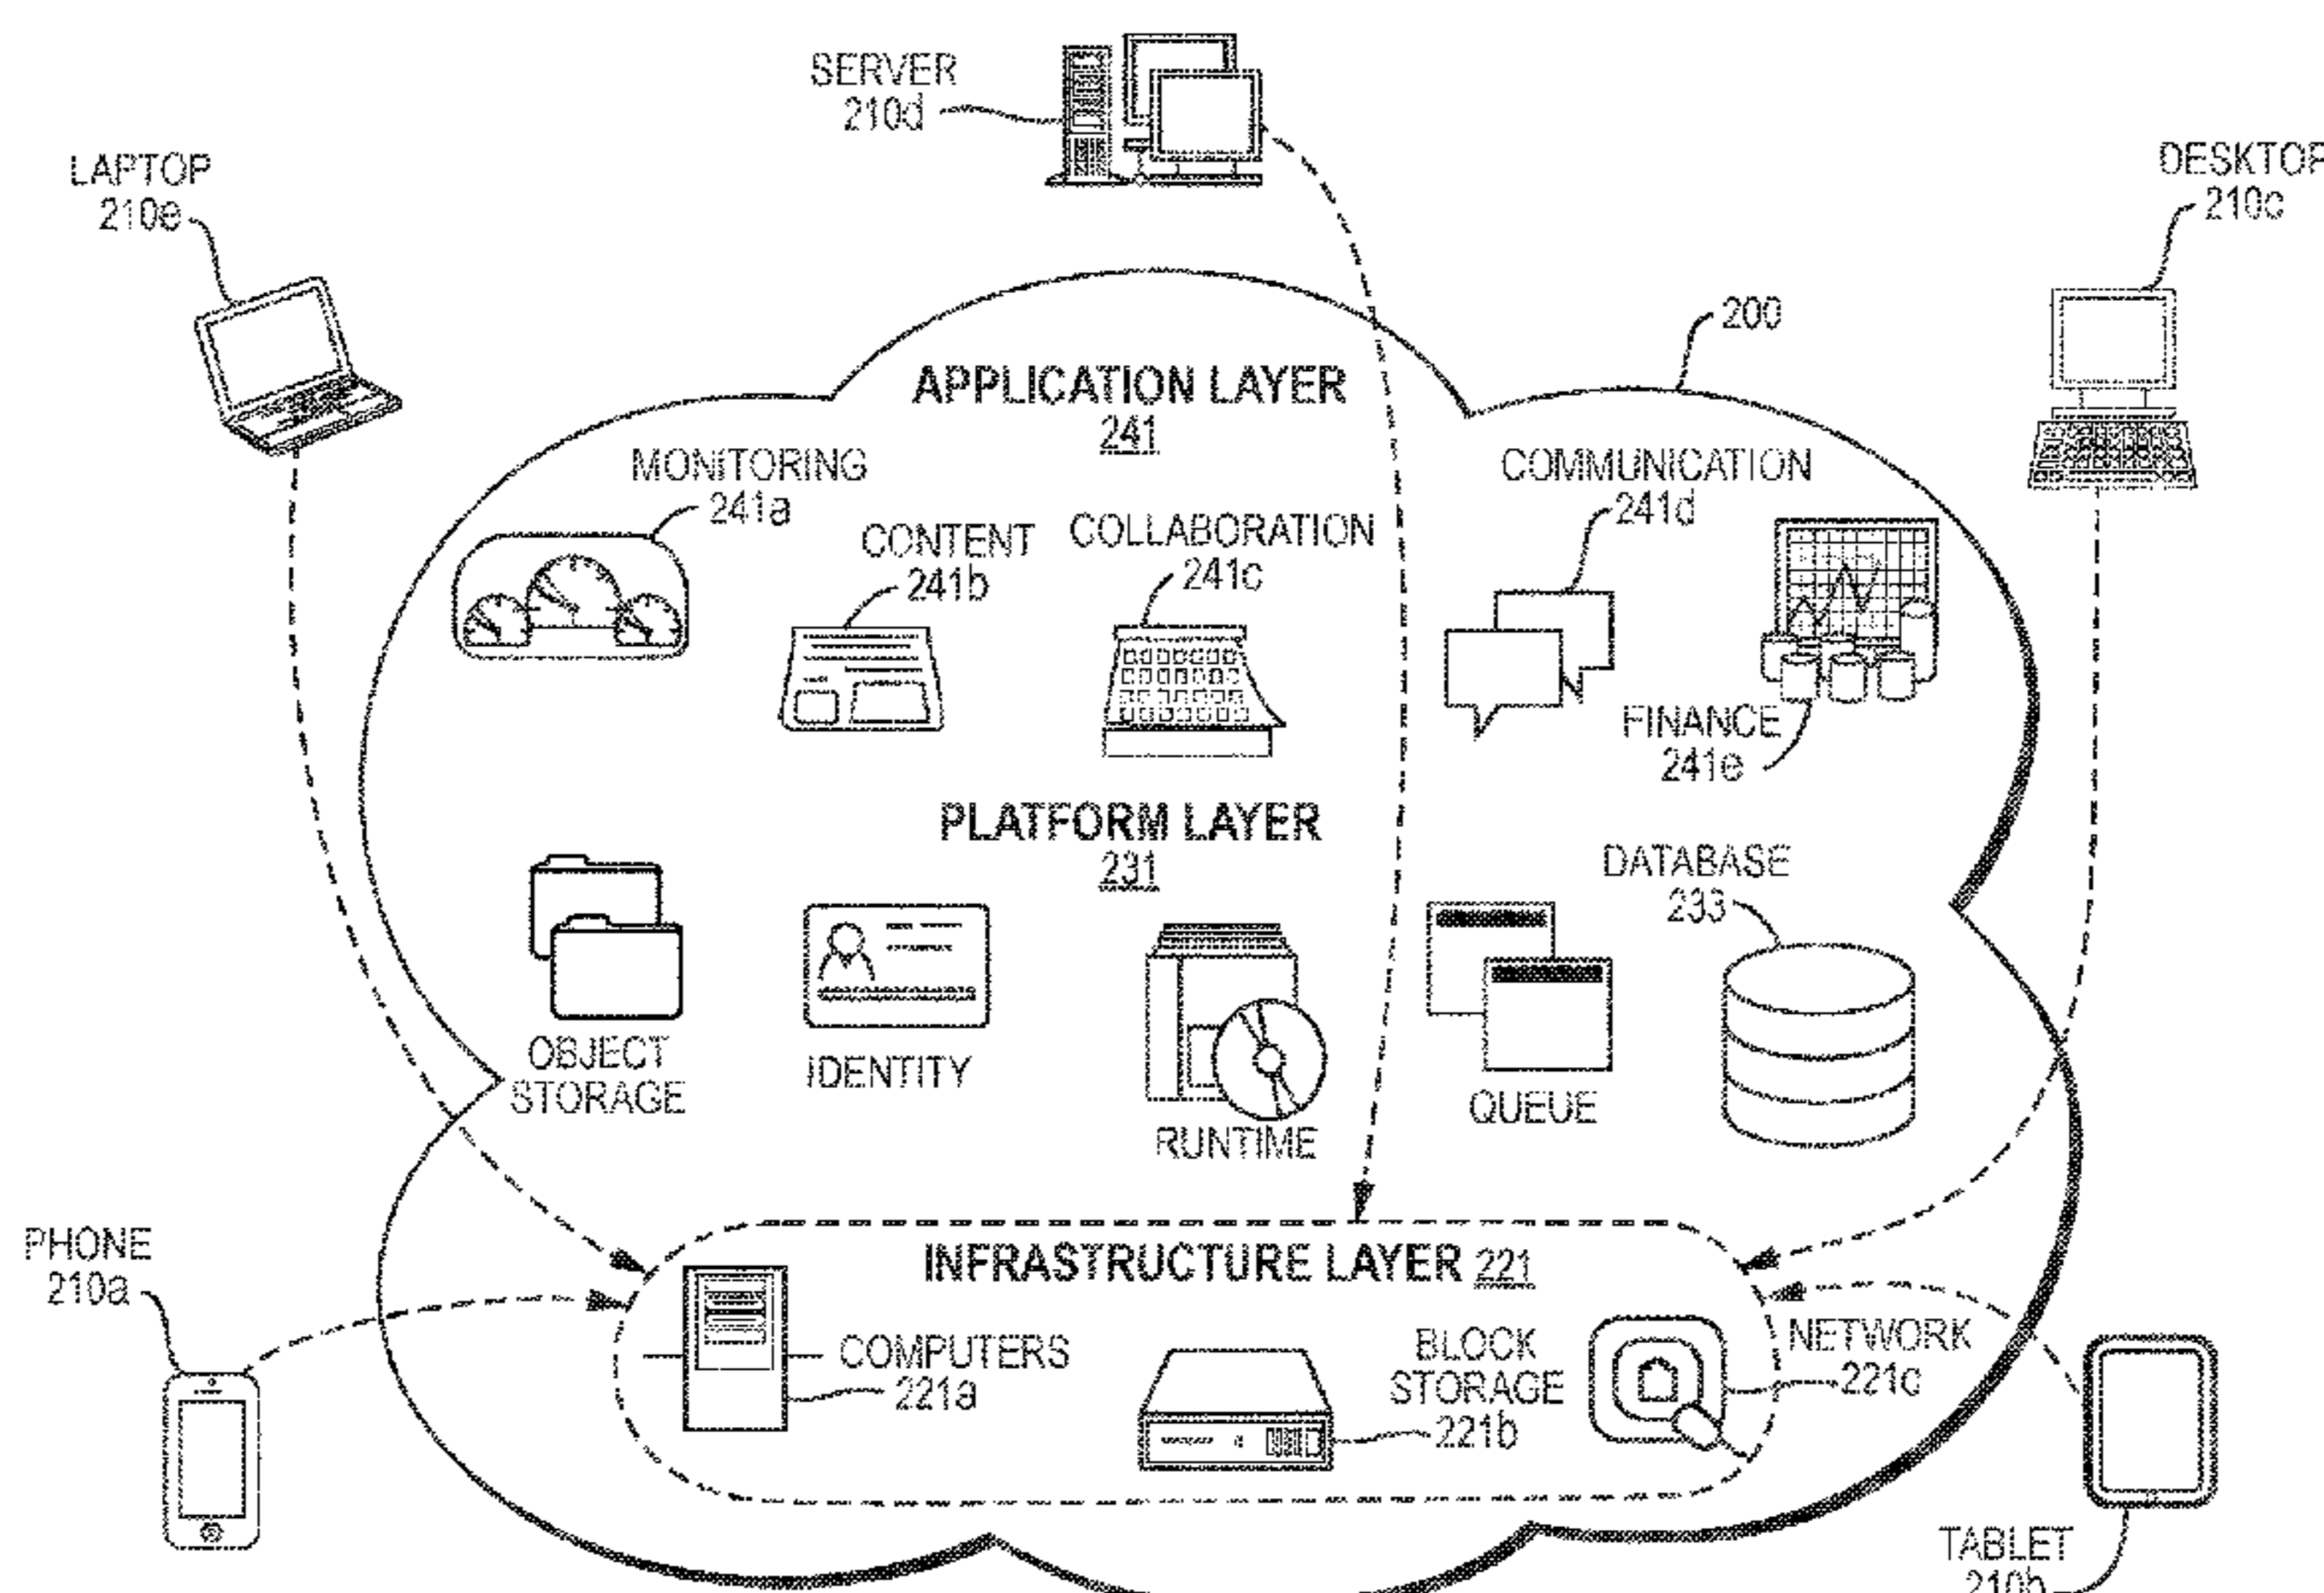 SERVER
210d
LAPTOP
210e
DESKTOP
210c
200
APPLICATION LAYER
241
MONITORING
241a
CONTENT
241b
COLLABORATION
241c
COMMUNICATION
241d
FINANCE
241e
PLATFORM LAYER
231
DATABASE
233
OBJECT
STORAGE
IDENTITY
RUNTIME
QUEUE
PHONE
210a
INFRASTRUCTURE LAYER 221
COMPUTERS
221a
BLOCK
STORAGE
221b
NETWORK
221c
TABLET
210b